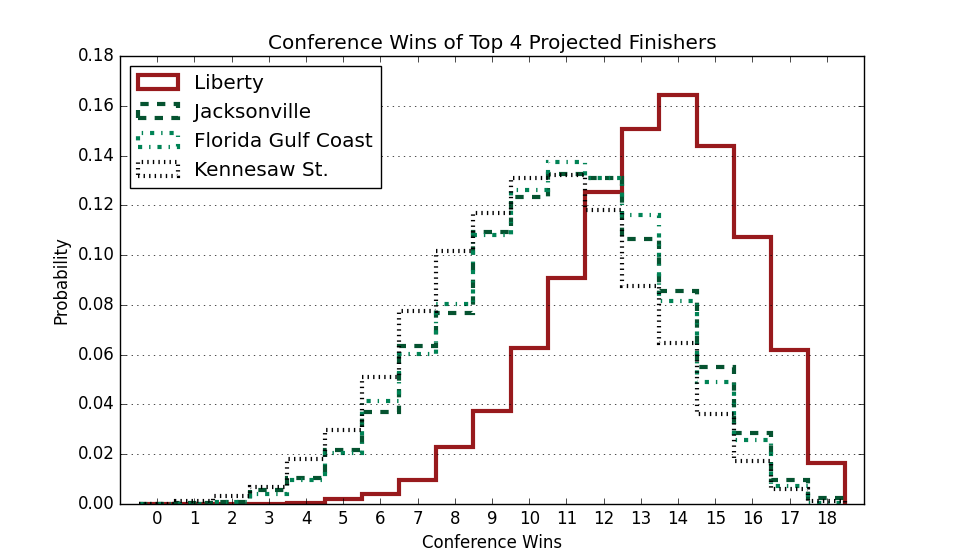 Conference Wins of Top 4 Projected Finishers
Liberty
Jacksonville
Florida Gulf Coast
Kennesaw St.
Probability
0.18
0.16
0.14
0.12
0.10
0.08
0.06
0.04
0.02
0.00
0 1 2 3 4 5 6 7 8 9 10 11 12 13 14 15 16 17 18
Conference Wins